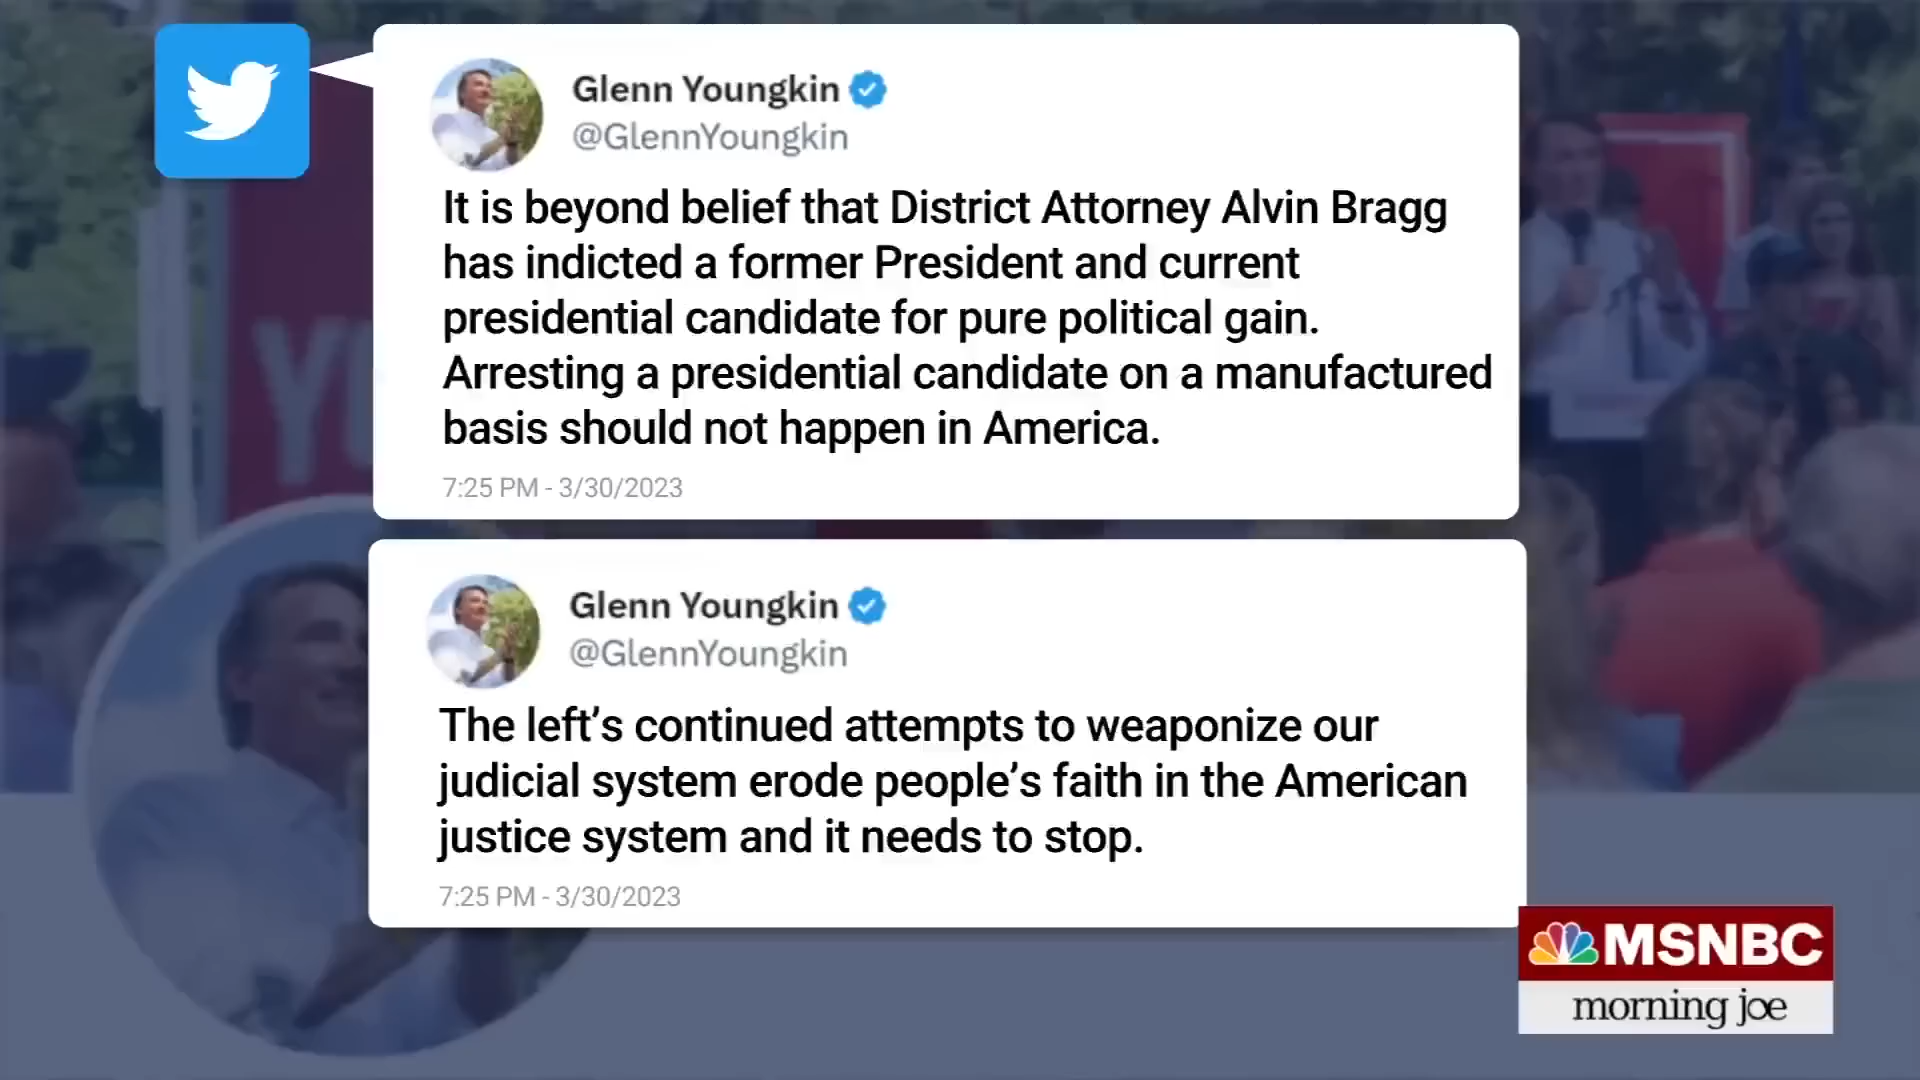 Glenn Youngkin
@GlennYoungkin
It is beyond belief that District Attorney Alvin Bragg
has indicted a former President and current
presidential candidate for pure political gain.
Arresting a presidential candidate on a manufactured
basis should not happen in America.
7:25 PM - 3/30/2023
Glenn Youngkin
@GlennYoungkin
The left’s continued attempts to weaponize our
judicial system erode people’s faith in the American
justice system and it needs to stop.
7:25 PM - 3/30/2023
MSNBC
morning joe